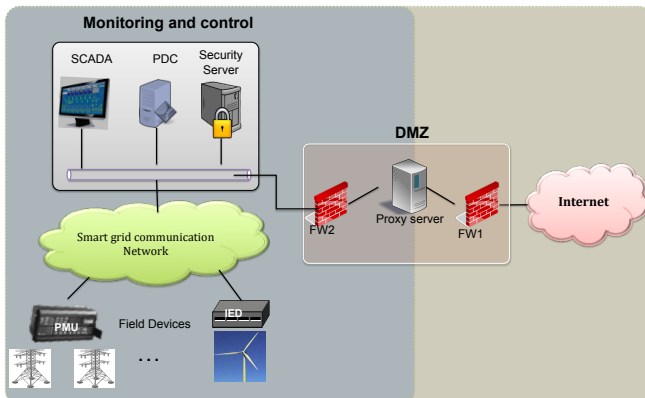 Monitoring and control
SCADA
PDC
Security
Server
DMZ
FW2
Proxy server
FW1
Internet
Smart grid communication
Network
PMU
Field Devices
IED
...